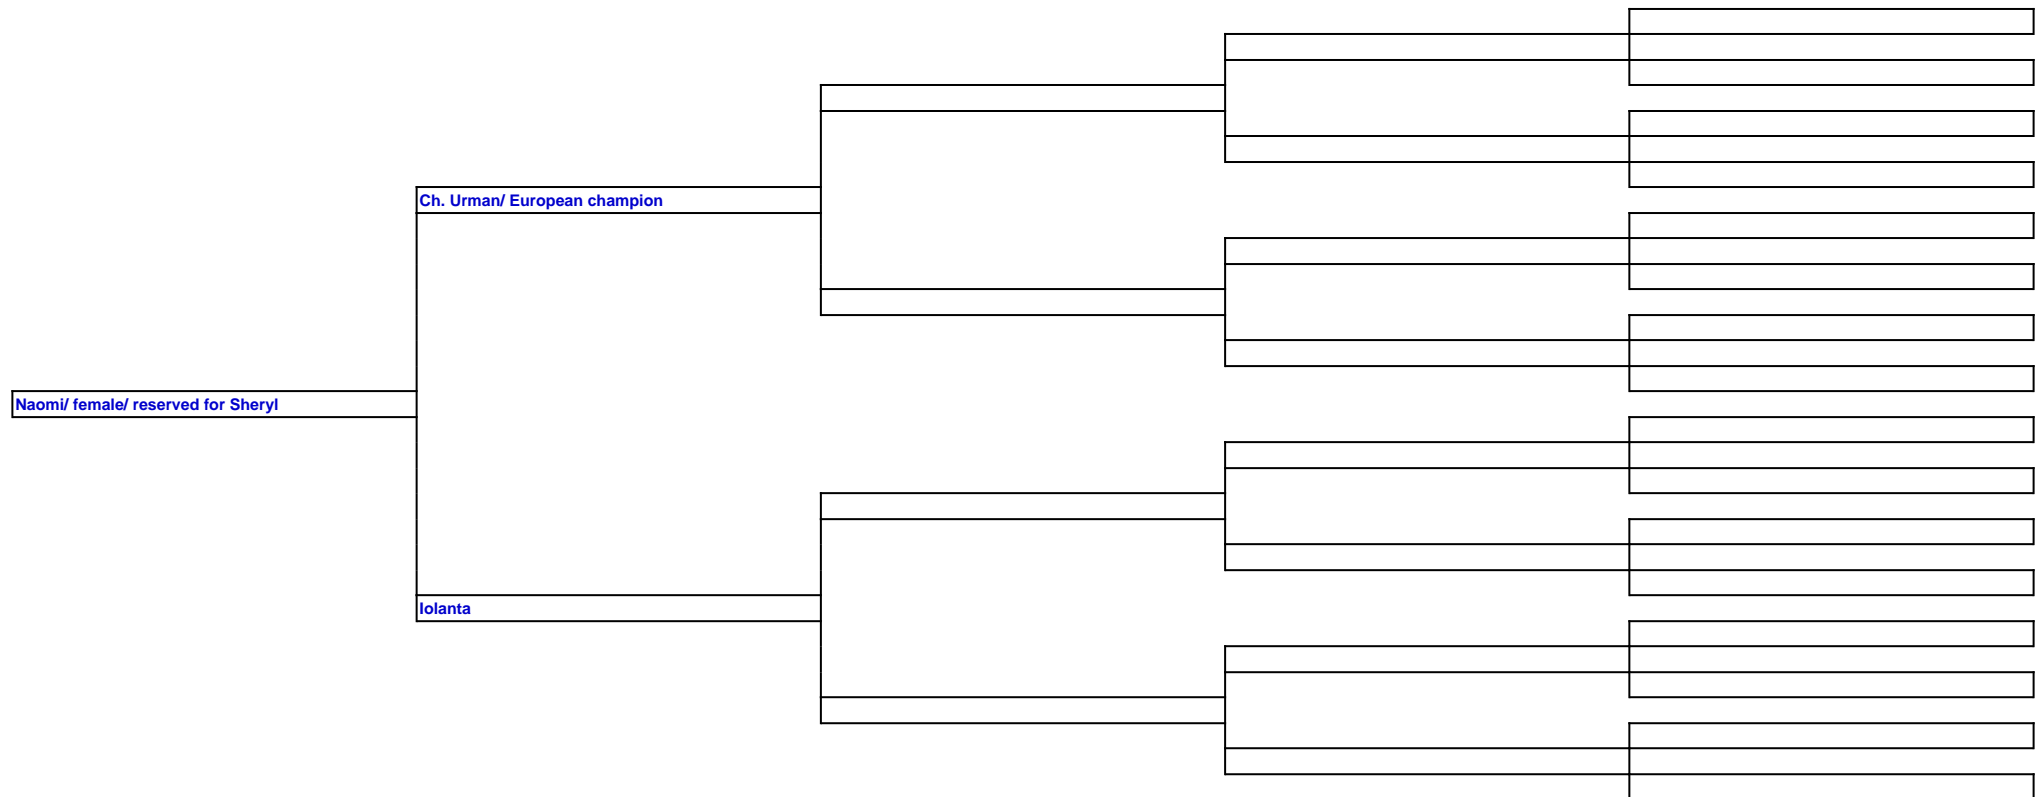 Ch. Urman/ European champion
Naomi/ female/ reserved for Sheryl
Iolanta